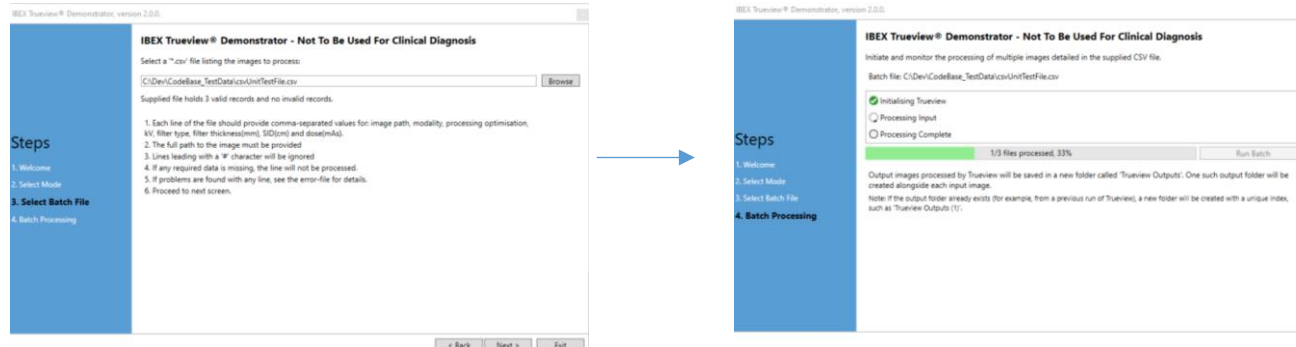 IBEX Trueview® Demonstrator, version 2.0.0.
IBEX Trueview® Demonstrator - Not To Be Used For Clinical Diagnosis
Select a '*.csv' file listing the images to process:
C:\Dev\CodeBase_TestData\csvUnitTestFile.csv
Browse
Supplied file holds 3 valid records and no invalid records.
1. Each line of the file should provide comma-separated values for: image path, modality, processing optimisation,
kV, filter type, filter thickness(mm), SID(cm) and dose(mAs).
2. The full path to the image must be provided
3. Lines leading with a '#' character will be ignored
4. If any required data is missing, the line will not be processed.
5. If problems are found with any line, see the error-file for details.
6. Proceed to next screen.
Steps
1. Welcome
2. Select Mode
3. Select Batch File
4. Batch Processing
< Back
Next >
Exit
IBEX Trueview® Demonstrator, version 2.0.0.
IBEX Trueview® Demonstrator - Not To Be Used For Clinical Diagnosis
Initiate and monitor the processing of multiple images detailed in the supplied CSV file.
Batch file: C:\Dev\CodeBase_TestData\csvUnitTestFile.csv
Initialising Trueview
Processing Input
Processing Complete
1/3 files processed, 33%
Run Batch
Output images processed by Trueview will be saved in a new folder called 'Trueview Outputs'. One such output folder will be
created alongside each input image.
Note: If the output folder already exists (for example, from a previous run of Trueview), a new folder will be created with a unique index,
such as 'Trueview Outputs (1)'.
Steps
1. Welcome
2. Select Mode
3. Select Batch File
4. Batch Processing